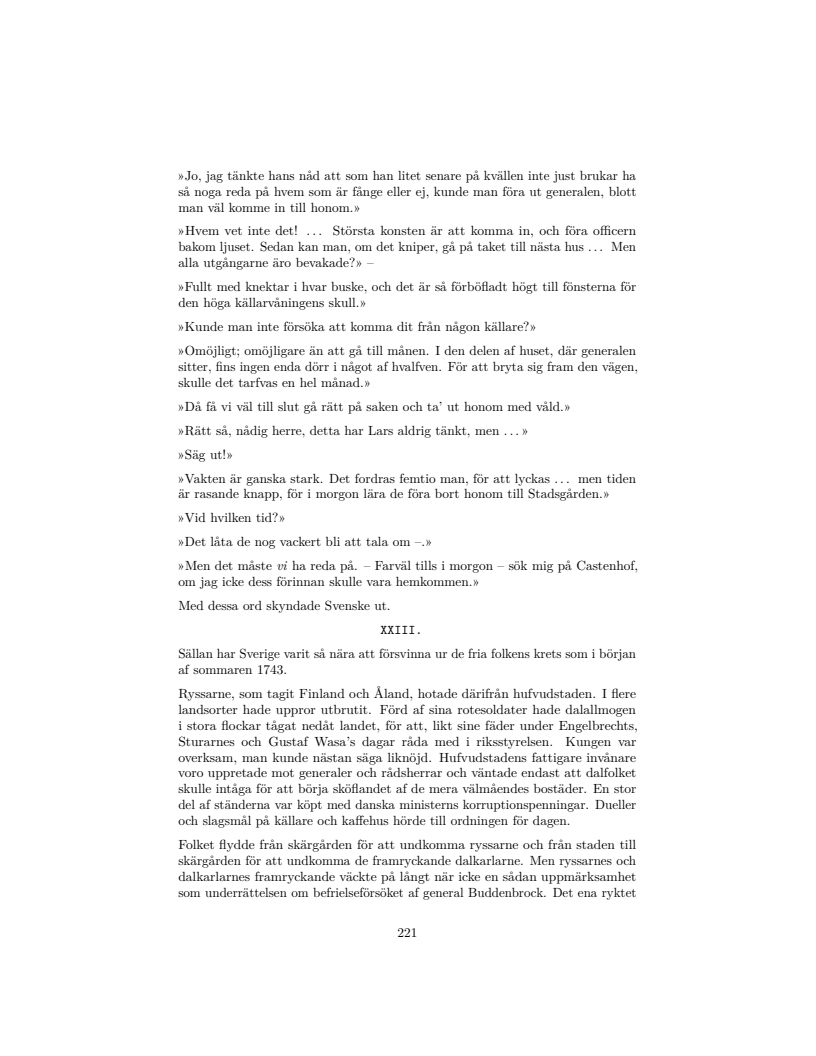 »Jo, jag tänkte hans nåd att som han litet senare på kvällen inte just brukar ha
så noga reda på hvem som är fånge eller ej, kunde man föra ut generalen, blott
man väl komme in till honom.»
»Hvem vet inte det! ... Största konsten är att komma in, och föra officern
bakom ljuset. Sedan kan man, om det kniper, gå på taket till nästa hus ... Men
alla utgångarne äro bevakade?» –
»Fullt med knektar i hvar buske, och det är så förböfladt högt till fönsterna för
den höga källarvåningens skull.»
»Kunde man inte försöka att komma dit från någon källare?»
»Omöjligt; omöjligare än att gå till månen. I den delen af huset, där generalen
sitter, fins ingen enda dörr i något af hvalfven. För att bryta sig fram den vägen,
skulle det tarfvas en hel månad.»
»Då få vi väl till slut gå rätt på saken och ta’ ut honom med våld.»
»Rätt så, nådig herre, detta har Lars aldrig tänkt, men ... »
»Säg ut!»
»Vakten är ganska stark. Det fordras femtio man, för att lyckas ... men tiden
är rasande knapp, för i morgon lära de föra bort honom till Stadsgården.»
»Vid hvilken tid?»
»Det låta de nog vackert bli att tala om –.»
»Men det måste vi ha reda på. – Farväl tills i morgon – sök mig på Castenhof,
om jag icke dess förinnan skulle vara hemkommen.»
Med dessa ord skyndade Svenske ut.
XXIII.
Sällan har Sverige varit så nära att försvinna ur de fria folkens krets som i början
af sommaren 1743.
Ryssarne, som tagit Finland och Åland, hotade därifrån hufvudstaden. I flere
landsorter hade uppror utbrutit. Förd af sina rotesoldater hade dalallmogen
i stora flockar tågat nedåt landet, för att, likt sine fäder under Engelbrechts,
Sturarnes och Gustaf Wasa’s dagar råda med i riksstyrelsen. Kungen var
overksam, man kunde nästan säga liknöjd. Hufvudstadens fattigare invånare
voro uppretade mot generaler och rådsherrar och väntade endast att dalfolket
skulle intåga för att börja sköflandet af de mera välmåendes bostäder. En stor
del af ständerna var köpt med danska ministerns korruptionspenningar. Dueller
och slagsmål på källare och kaffehus hörde till ordningen för dagen.
Folket flydde från skärgården för att undkomma ryssarne och från staden till
skärgården för att undkomma de framryckande dalkarlarne. Men ryssarnes och
dalkarlarnes framryckande väckte på långt när icke en sådan uppmärksamhet
som underrättelsen om befrielseförsöket af general Buddenbrock. Det ena ryktet
221